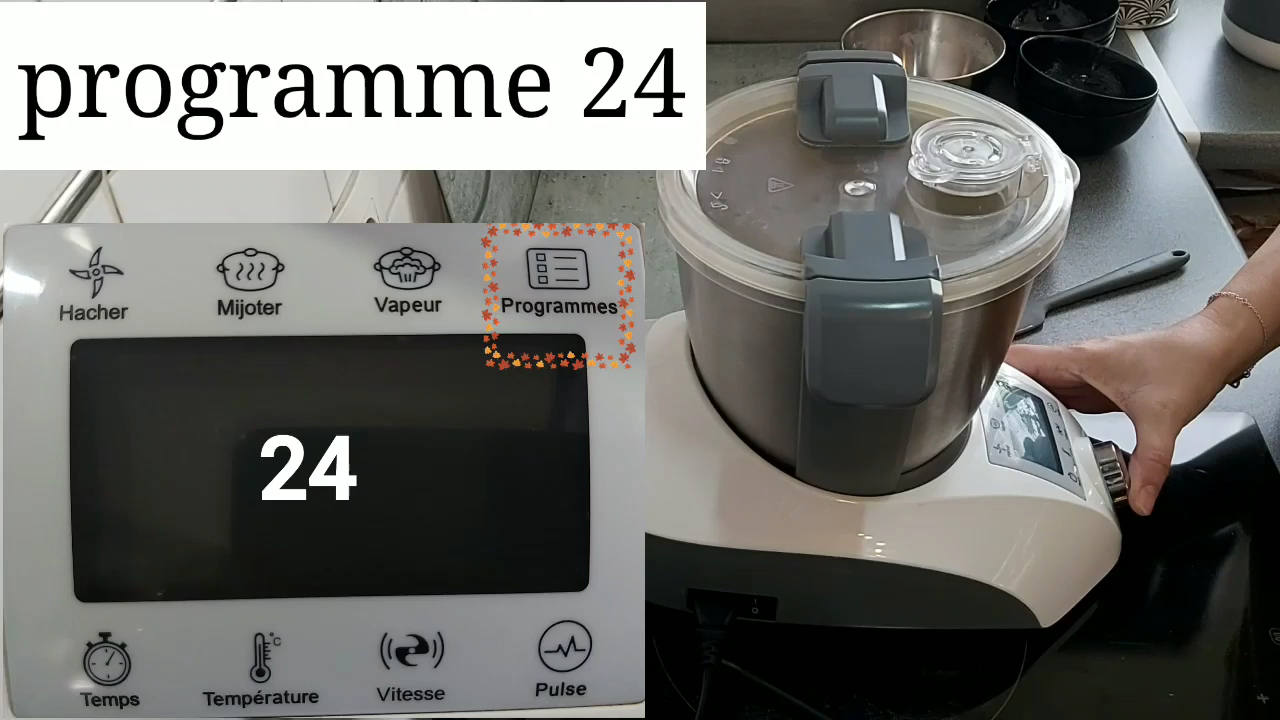 programme 24
Hacher
Mijoter
Vapeur
Programmes
24
°C
Temps
Température
Vitesse
Pulse